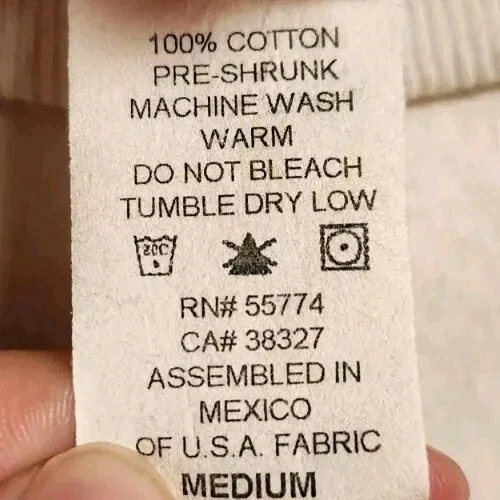 100% COTTON
PRE-SHRUNK
MACHINE WASH
WARM
DO NOT BLEACH
TUMBLE DRY LOW
RN# 55774
CA# 38327
ASSEMBLED IN
MEXICO
OF U.S.A. FABRIC
MEDIUM